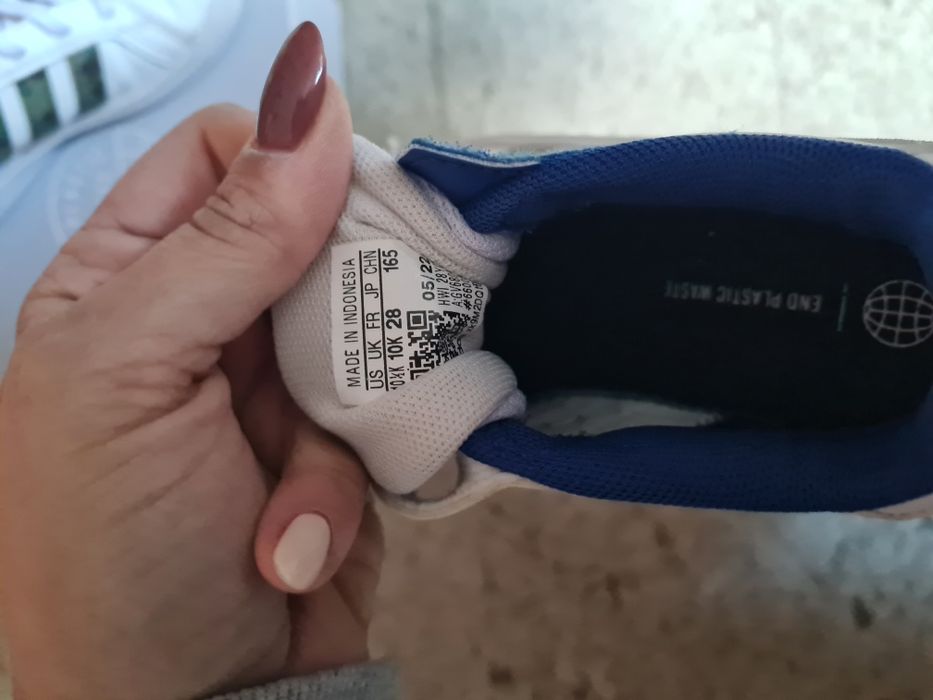 MADE IN INDONESIA
US UK FR JP CHN
10½K 10K 28 165
05/22
END PLASTIC WASTE